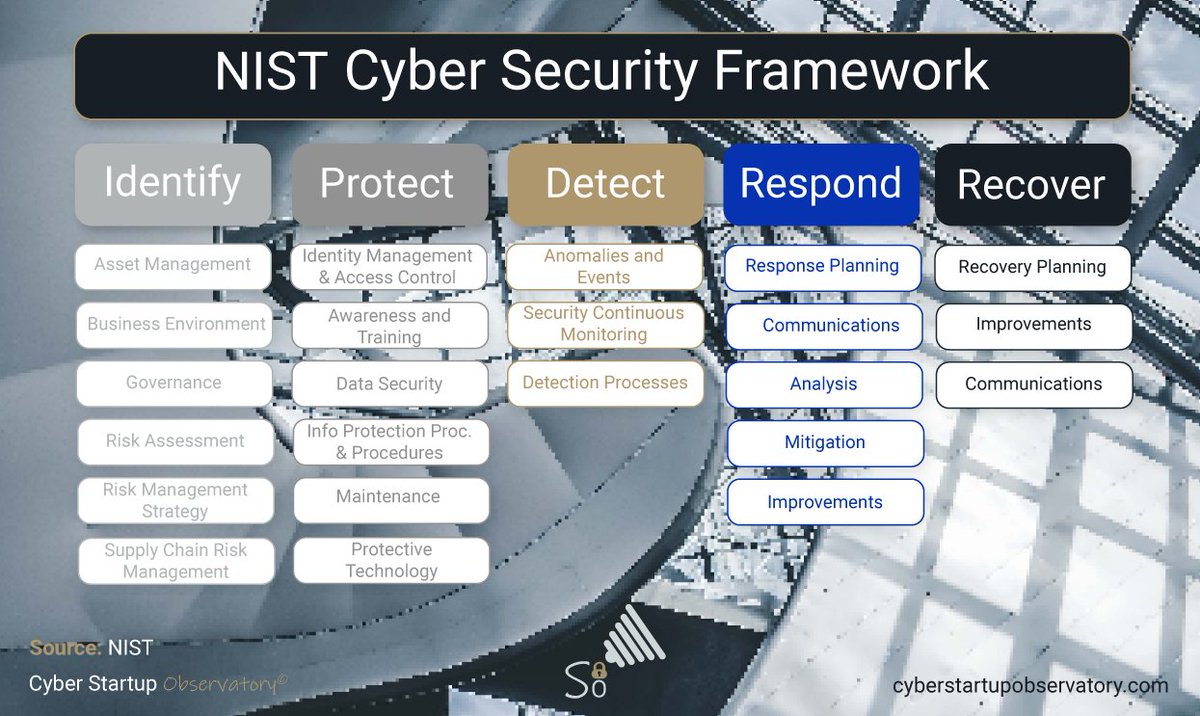 NIST Cyber Security Framework
Identify
Asset Management
Business Environment
Governance
Risk Assessment
Risk Management
Strategy
Supply Chain Risk
Management
Protect
Identity Management
& Access Control
Awareness and
Training
Data Security
Info Protection Proc.
& Procedures
Maintenance
Protective
Technology
Detect
Anomalies and
Events
Security Continuous
Monitoring
Detection Processes
Respond
Response Planning
Communications
Analysis
Mitigation
Improvements
Recover
Recovery Planning
Improvements
Communications
Source: NIST
Cyber Startup Observatory©
So
cyberstartupobservatory.com